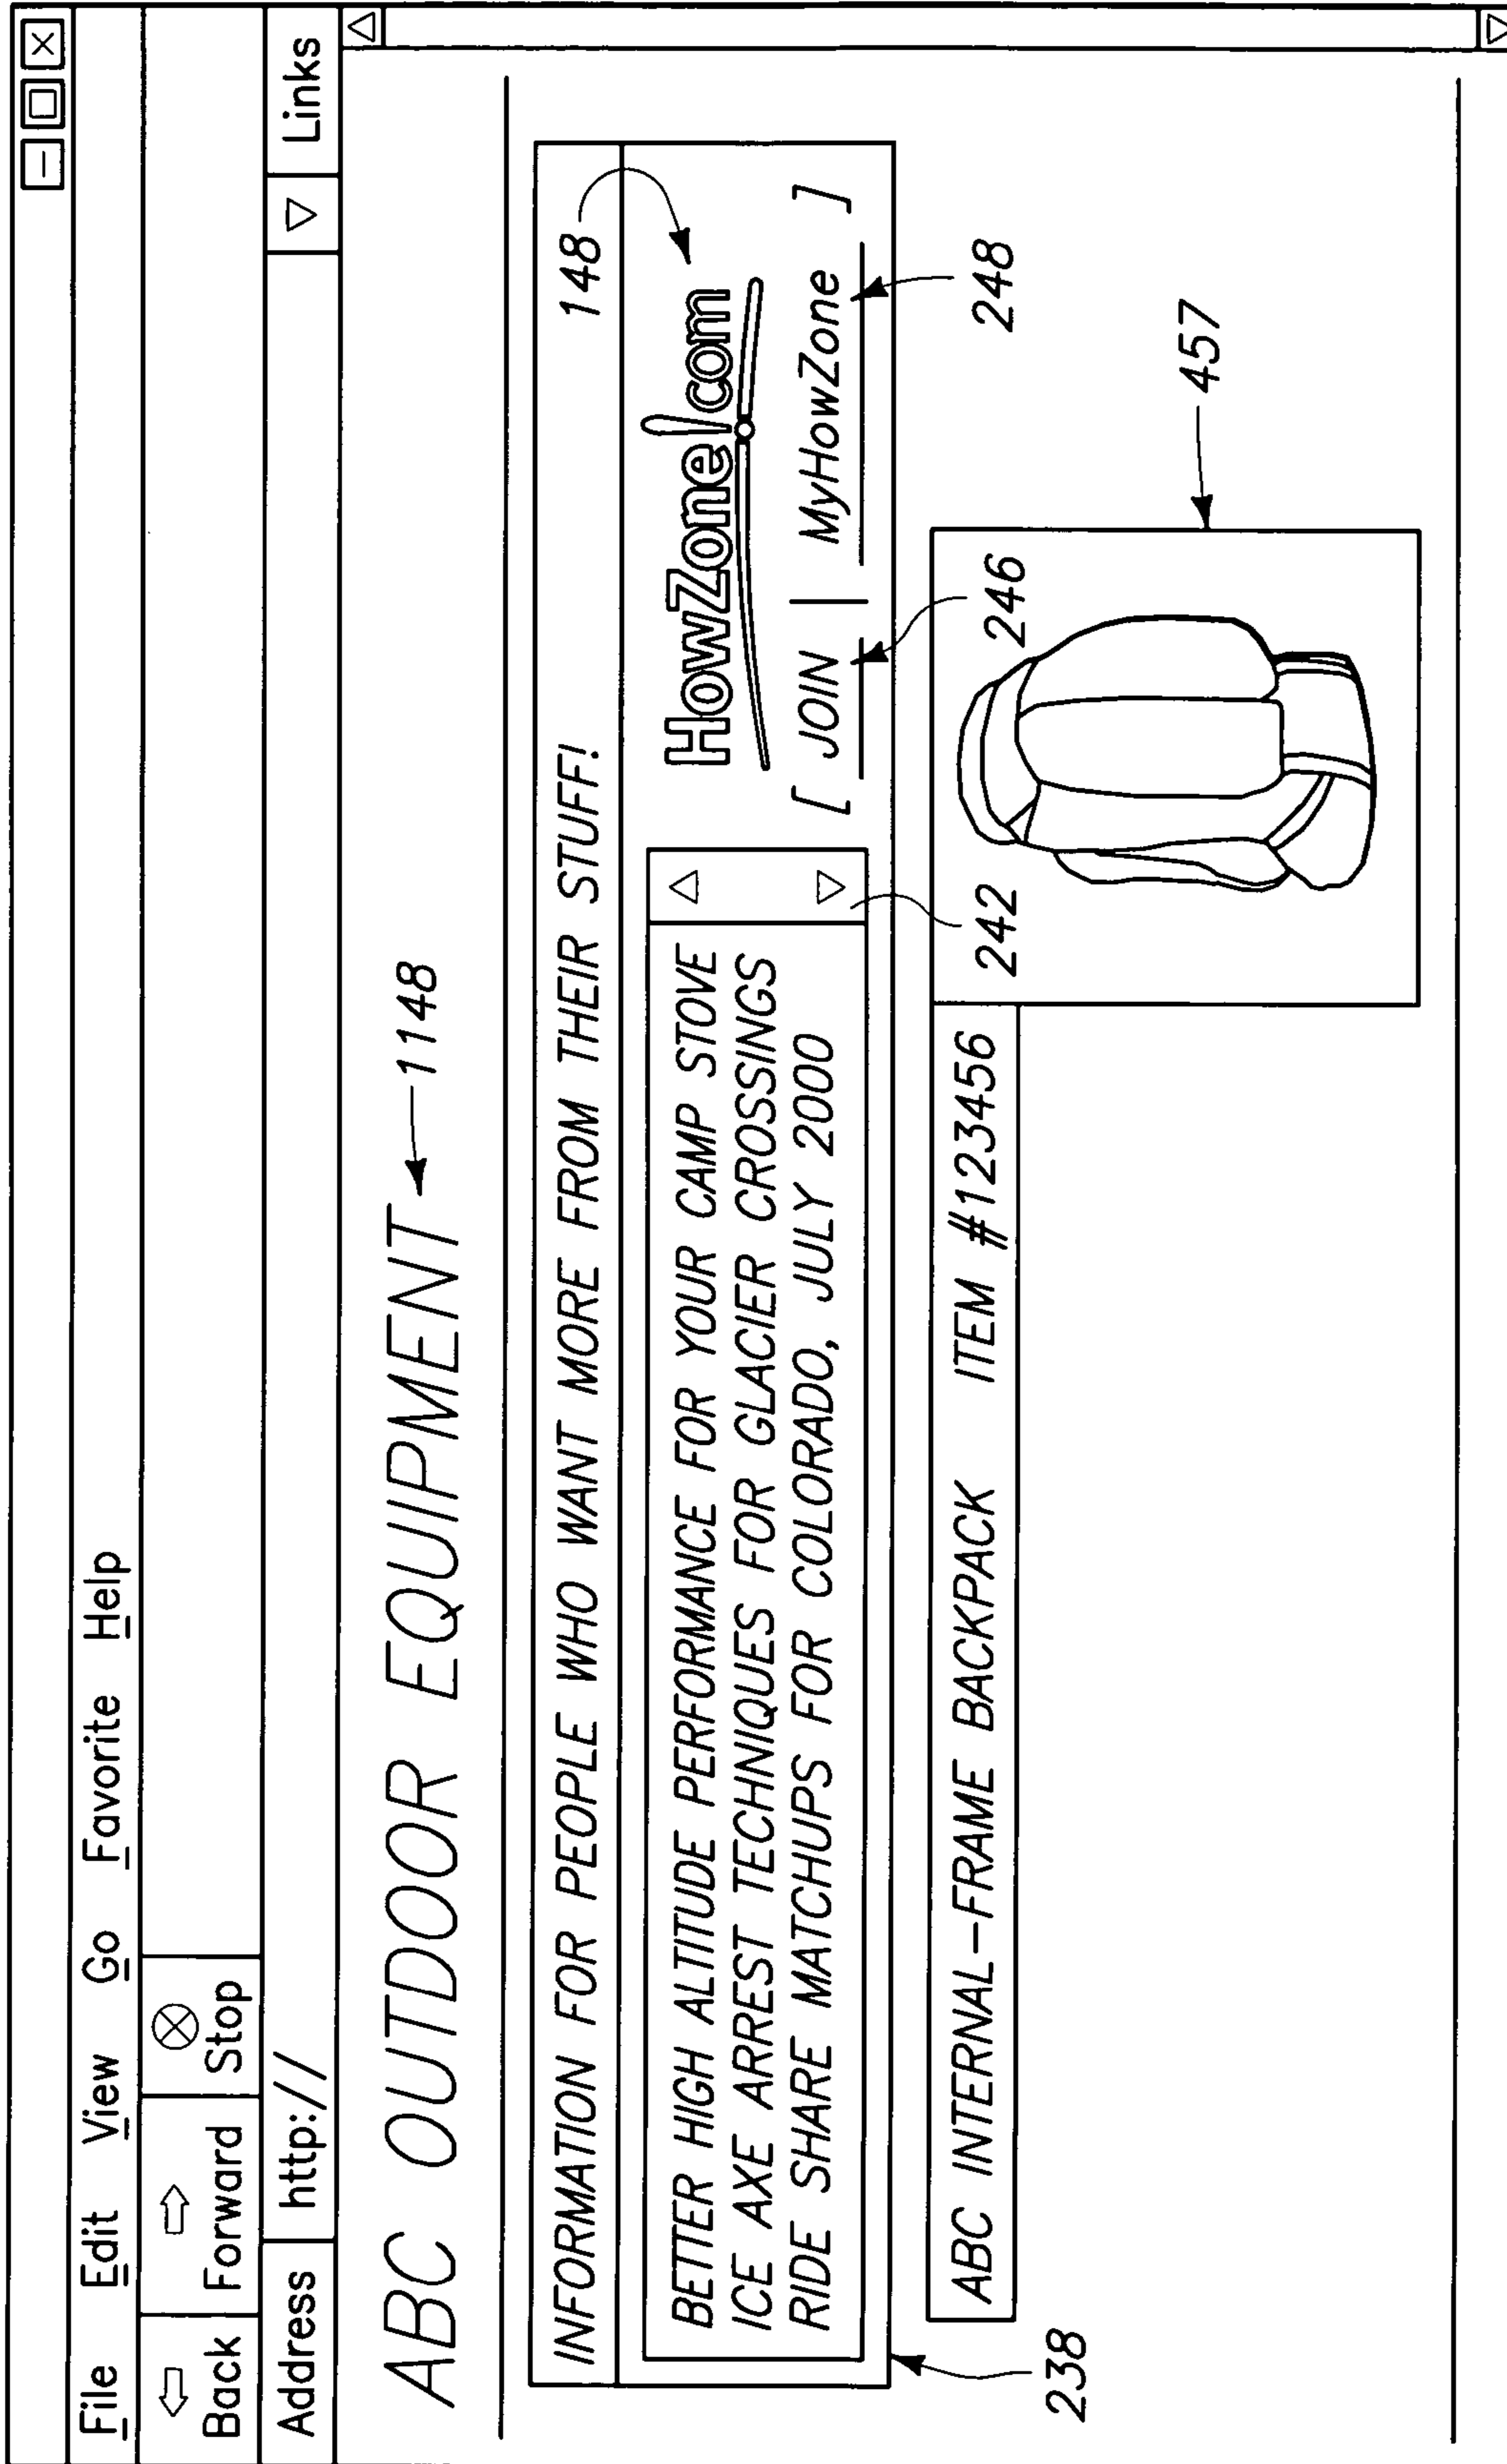 File Edit View Go Favorite Help
Back Forward Stop
Address http:// Links
ABC OUTDOOR EQUIPMENT 1148
INFORMATION FOR PEOPLE WHO WANT MORE FROM THEIR STUFF! 148
BETTER HIGH ALTITUDE PERFORMANCE FOR YOUR CAMP STOVE
ICE AXE ARREST TECHNIQUES FOR GLACIER CROSSINGS
RIDE SHARE MATCHUPS FOR COLORADO, JULY 2000
HowZone!com
[ JOIN | MyHowZone ]
238
242
246
248
ABC INTERNAL-FRAME BACKPACK ITEM #123456
457